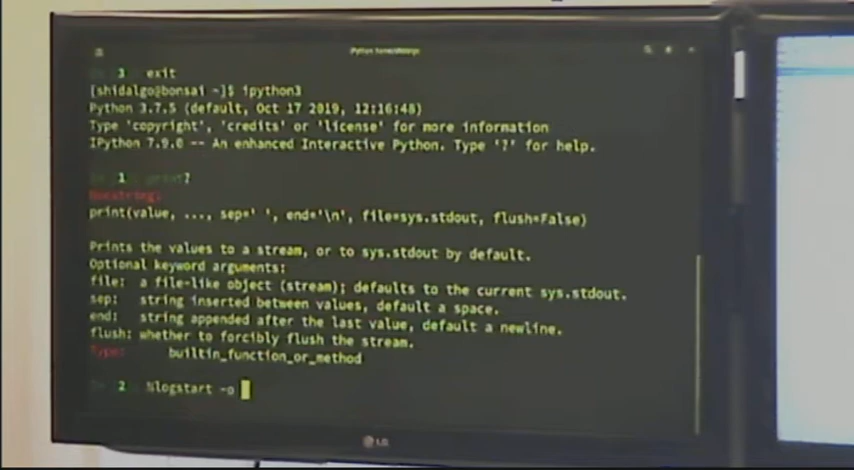 3 exit
[shidalgo@bonsai ~]$ ipython3
Python 3.7.5 (default, Oct 17 2019, 12:16:48)
Type 'copyright', 'credits' or 'license' for more information
IPython 7.9.0 -- An enhanced Interactive Python. Type '?' for help.
1 print?
Docstring:
print(value, ..., sep=' ', end='\n', file=sys.stdout, flush=False)
Prints the values to a stream, or to sys.stdout by default.
Optional keyword arguments:
file: a file-like object (stream); defaults to the current sys.stdout.
sep: string inserted between values, default a space.
end: string appended after the last value, default a newline.
flush: whether to forcibly flush the stream.
Type: builtin_function_or_method
2 %logstart -o
LG